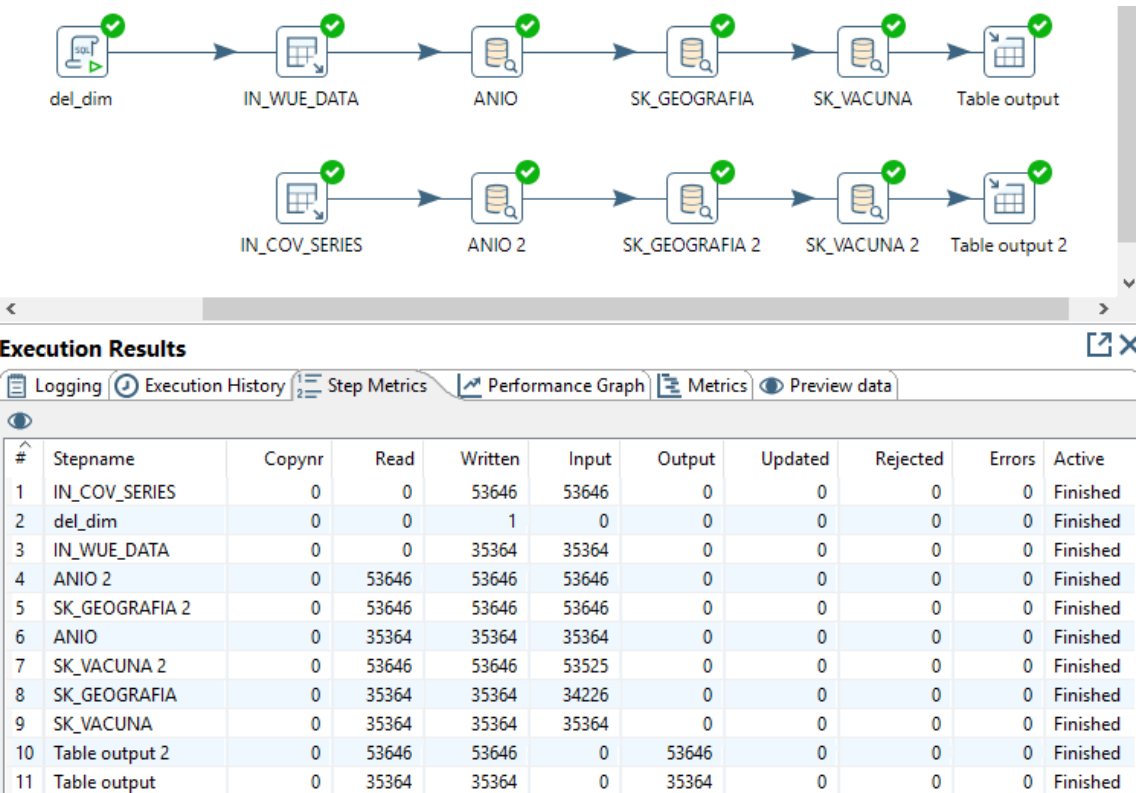 SQL
del_dim IN_WUE_DATA ANIO SK_GEOGRAFIA SK_VACUNA Table output
IN_COV_SERIES ANIO 2 SK_GEOGRAFIA 2 SK_VACUNA 2 Table output 2
Execution Results
Logging Execution History Step Metrics Performance Graph Metrics Preview data
# Stepname Copynr Read Written Input Output Updated Rejected Errors Active
1 IN_COV_SERIES 0 0 53646 53646 0 0 0 0 Finished
2 del_dim 0 0 1 0 0 0 0 0 Finished
3 IN_WUE_DATA 0 0 35364 35364 0 0 0 0 Finished
4 ANIO 2 0 53646 53646 53646 0 0 0 0 Finished
5 SK_GEOGRAFIA 2 0 53646 53646 53646 0 0 0 0 Finished
6 ANIO 0 35364 35364 35364 0 0 0 0 Finished
7 SK_VACUNA 2 0 53646 53646 53525 0 0 0 0 Finished
8 SK_GEOGRAFIA 0 35364 35364 34226 0 0 0 0 Finished
9 SK_VACUNA 0 35364 35364 35364 0 0 0 0 Finished
10 Table output 2 0 53646 53646 0 53646 0 0 0 Finished
11 Table output 0 35364 35364 0 35364 0 0 0 Finished